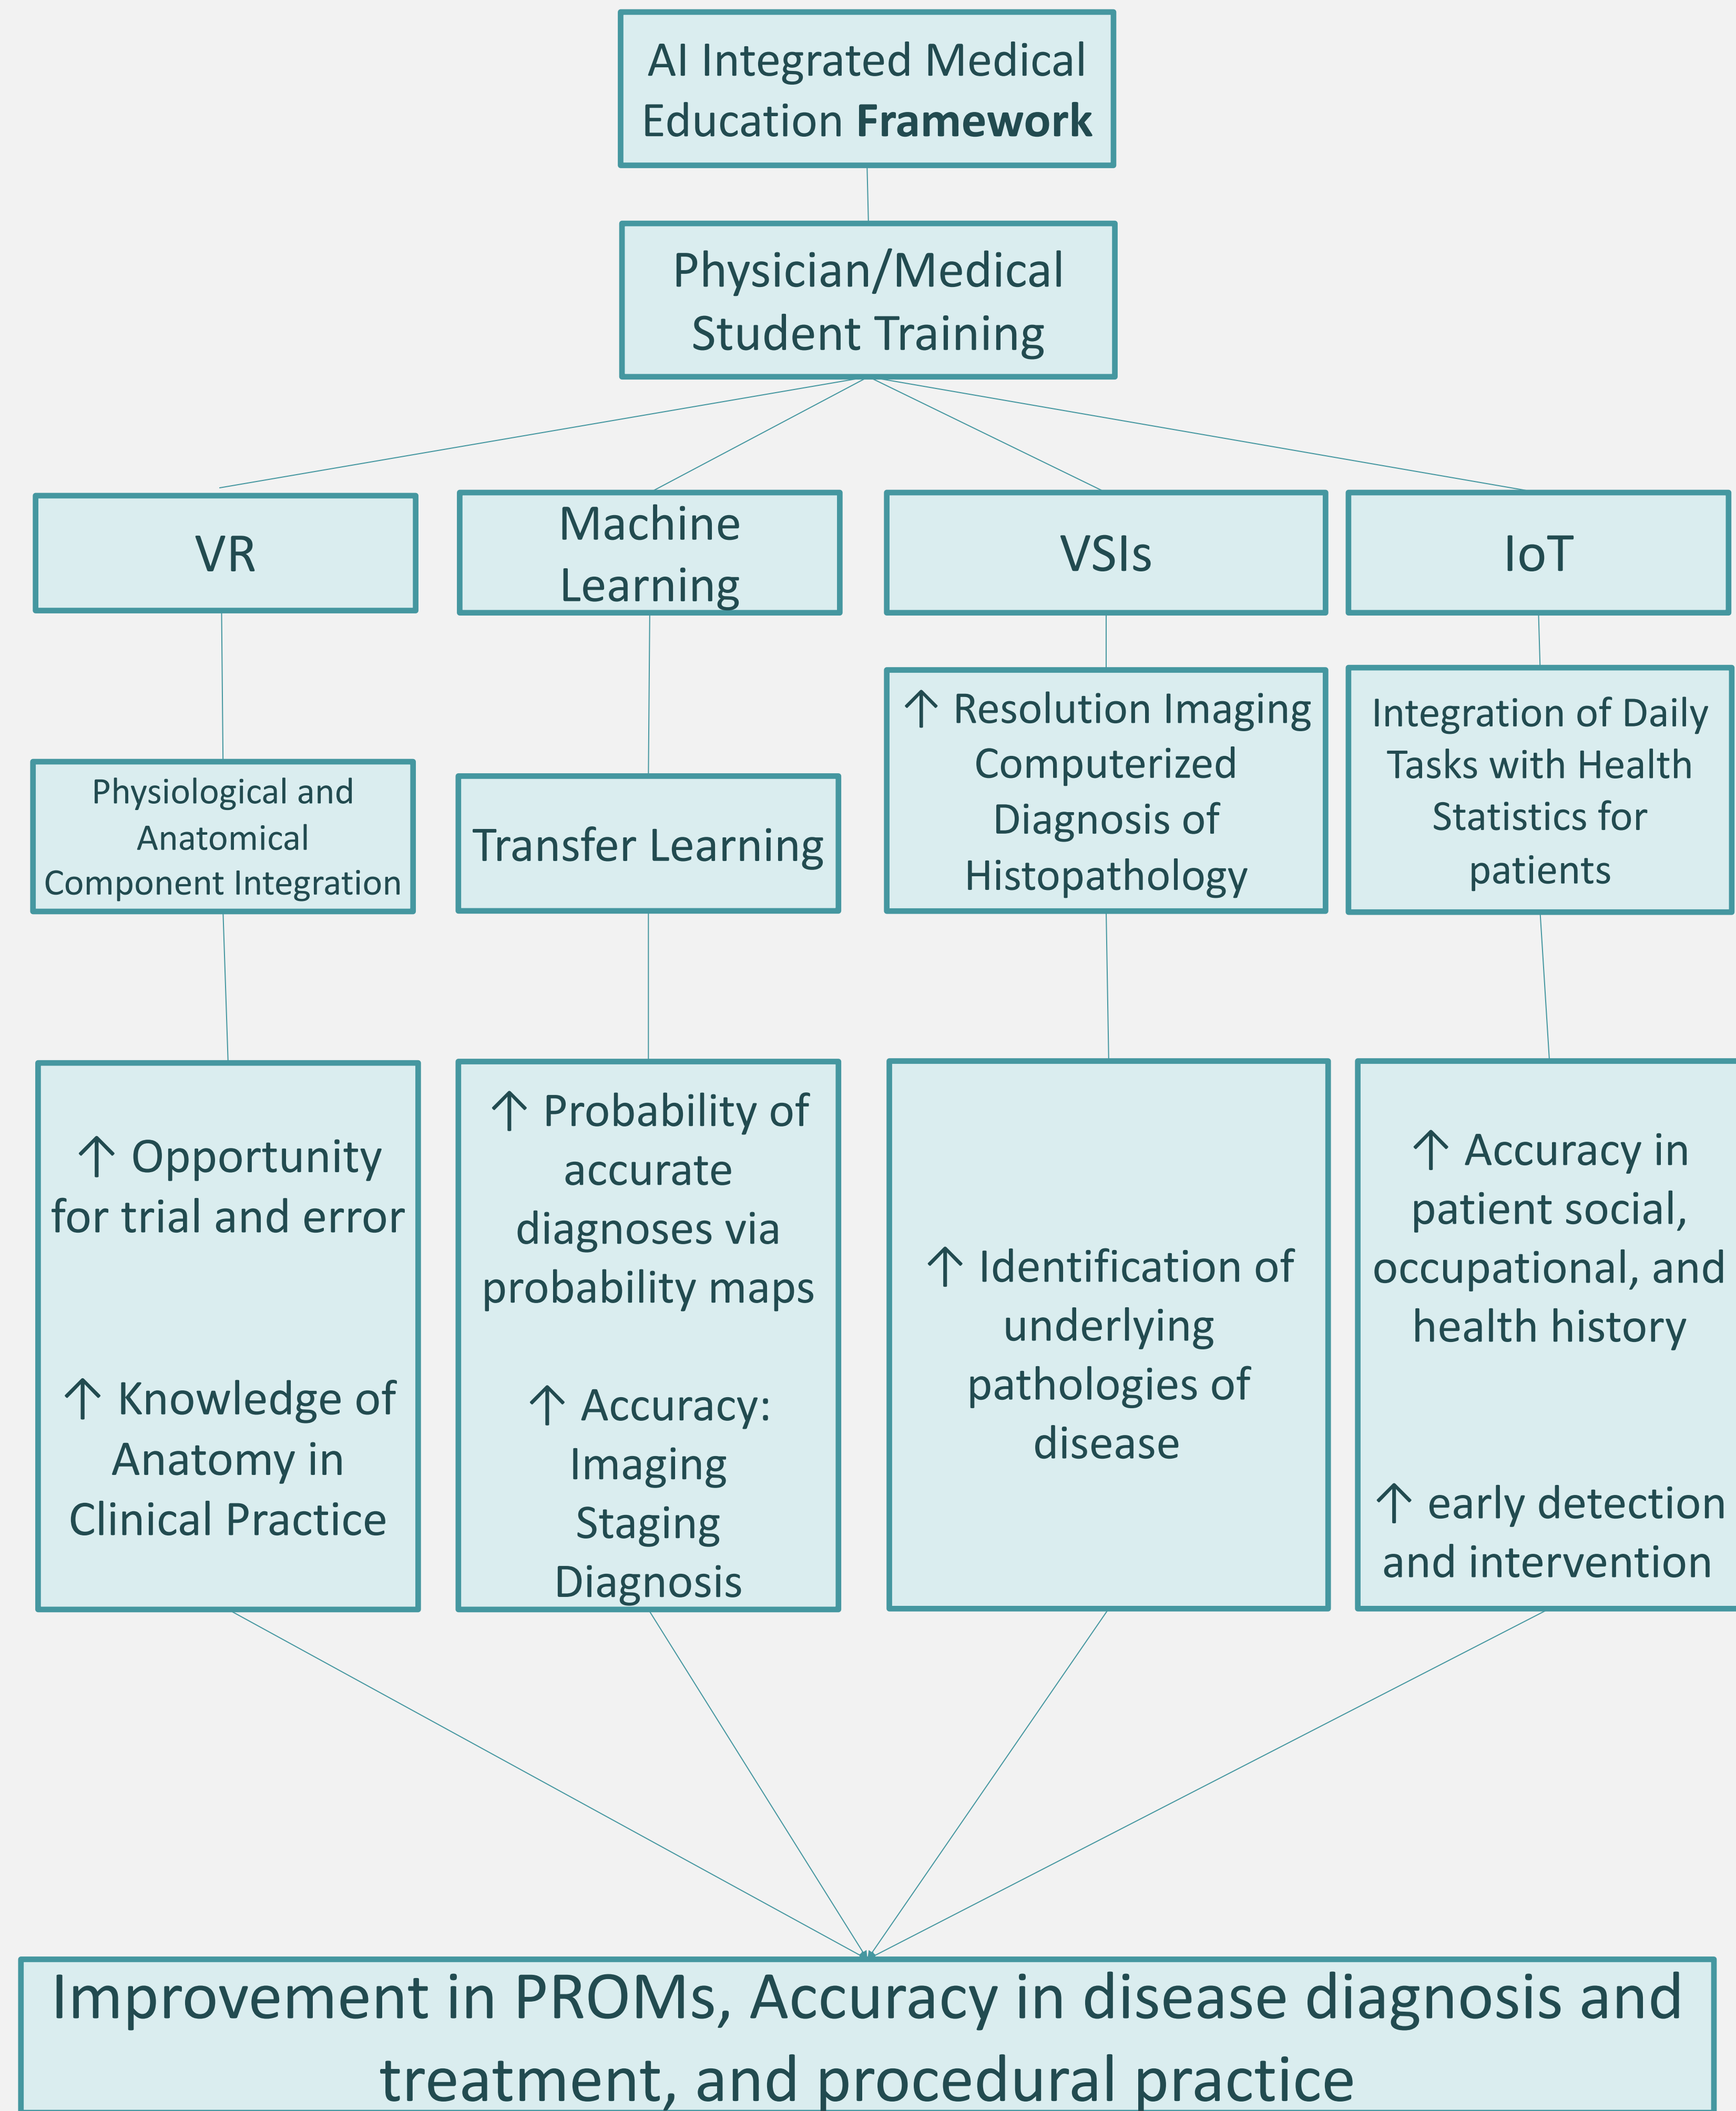 AI Integrated Medical
Education Framework
Physician/Medical
Student Training
VR
Machine
Learning
VSIs
IoT
Physiological and
Anatomical
Component Integration
Transfer Learning
↑ Resolution Imaging
Computerized
Diagnosis of
Histopathology
Integration of Daily
Tasks with Health
Statistics for
patients
↑ Opportunity
for trial and error
↑ Knowledge of
Anatomy in
Clinical Practice
↑ Probability of
accurate
diagnoses via
probability maps
↑ Accuracy:
Imaging
Staging
Diagnosis
↑ Identification of
underlying
pathologies of
disease
↑ Accuracy in
patient social,
occupational, and
health history
↑ early detection
and intervention
Improvement in PROMs, Accuracy in disease diagnosis and
treatment, and procedural practice